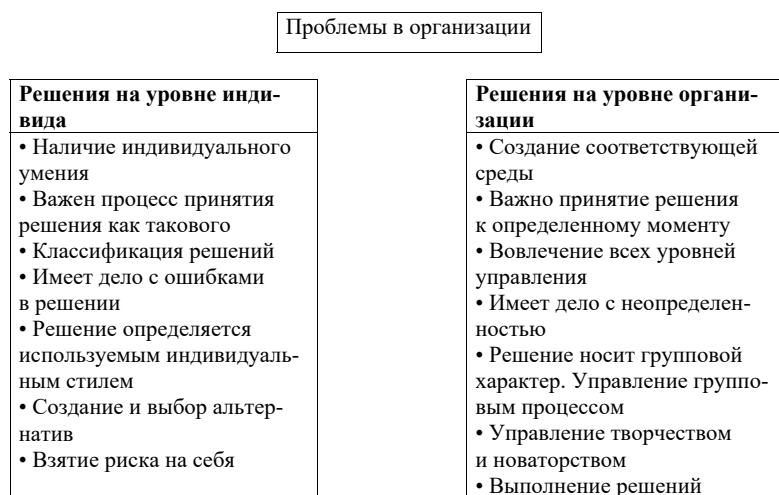 Проблемы в организации
Решения на уровне инди-
вида
• Наличие индивидуального
умения
• Важен процесс принятия
решения как такового
• Классификация решений
• Имеет дело с ошибками
в решении
• Решение определяется
используемым индивидуаль-
ным стилем
• Создание и выбор альтер-
натив
• Взятие риска на себя
Решения на уровне органи-
зации
• Создание соответствующей
среды
• Важно принятие решения
к определенному моменту
• Вовлечение всех уровней
управления
• Имеет дело с неопределен-
ностью
• Решение носит групповой
характер. Управление группо-
вым процессом
• Управление творчеством
и новаторством
• Выполнение решений